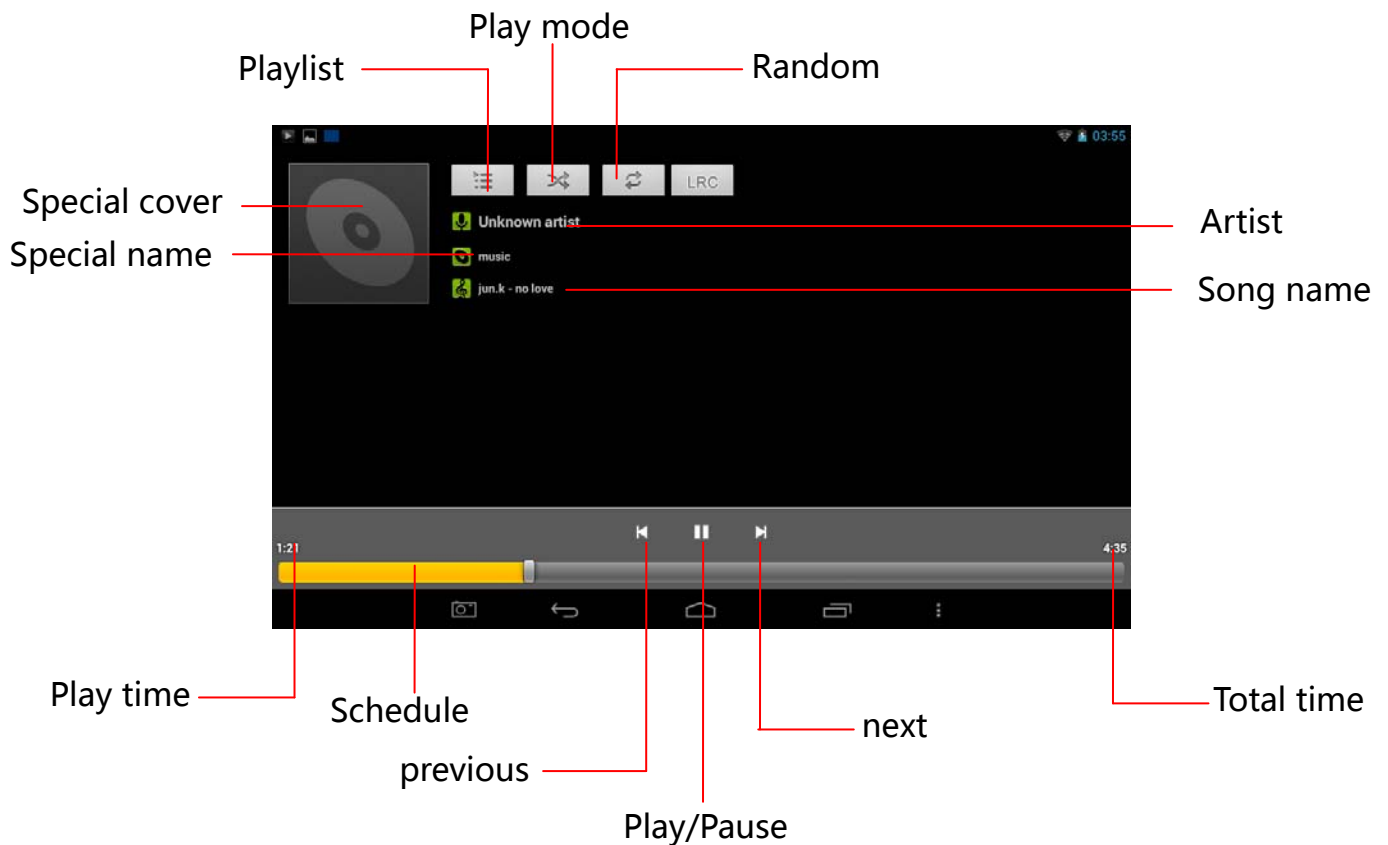 Play mode
Playlist
Random
03:55
LRC
Special cover
Unknown artist
Artist
Special name
music
jun.k - no love
Song name
1:21
4:35
Play time
Schedule
Total time
next
previous
Play/Pause